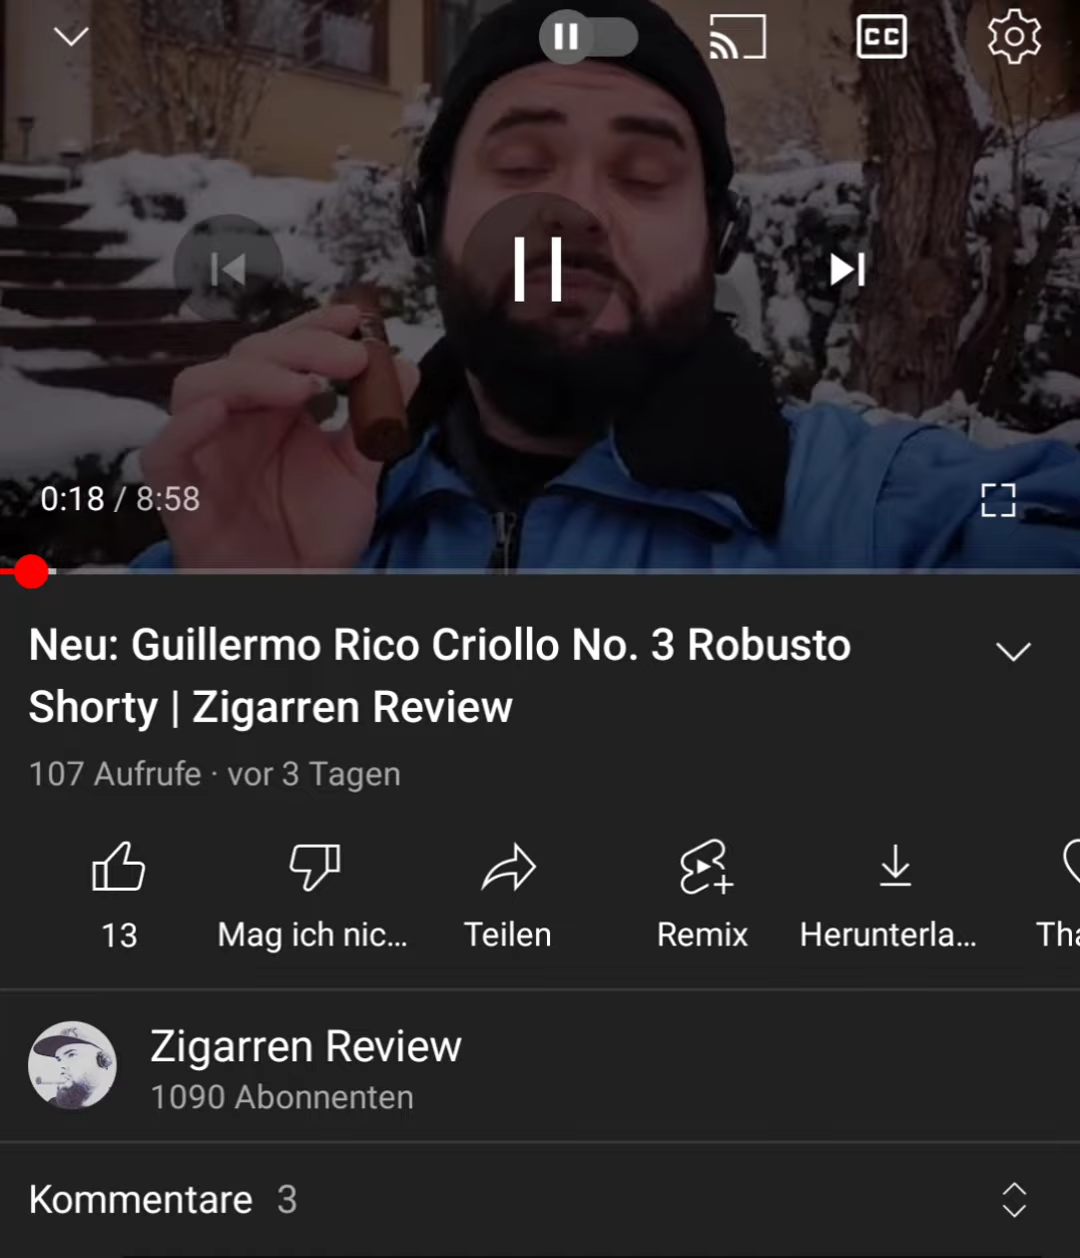 CC
0:18 / 8:58
Neu: Guillermo Rico Criollo No. 3 Robusto
Shorty | Zigarren Review
107 Aufrufe · vor 3 Tagen
13
Mag ich nic...
Teilen
Remix
Herunterla...
Tha
Zigarren Review
1090 Abonnenten
Kommentare 3